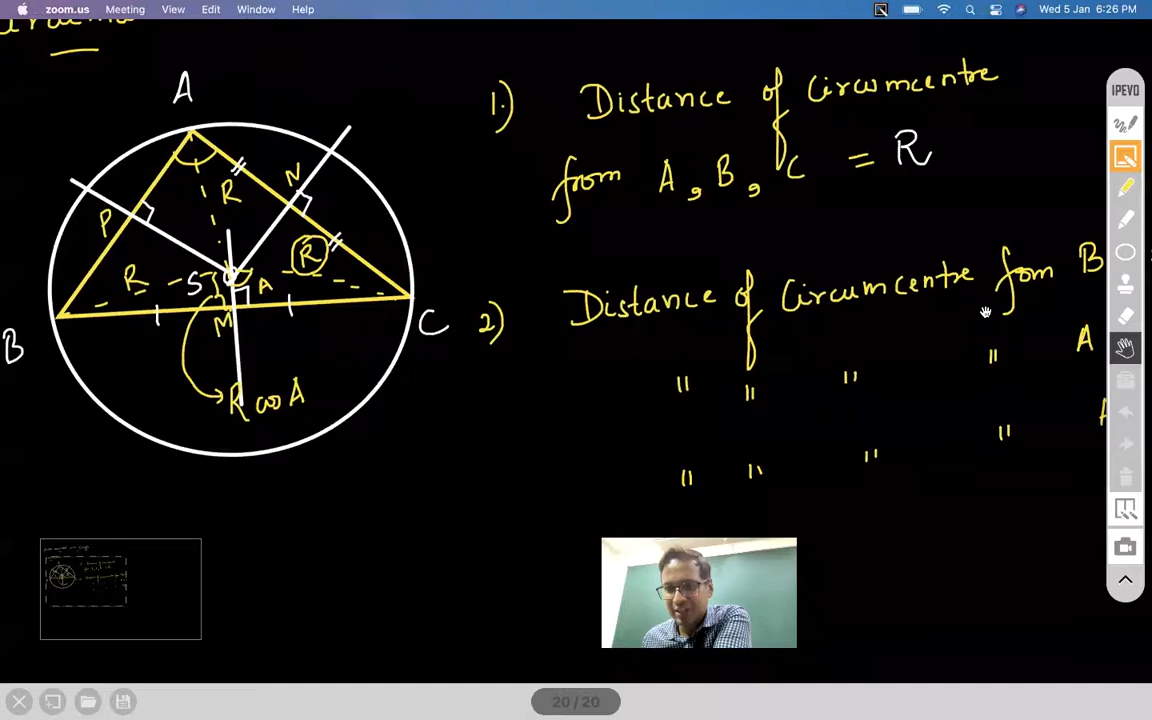 zoom.us Meeting View Edit Window Help Wed 5 Jan 6:26 PM
IPEVO
A
1.) Distance of circumcentre
from A, B, C = R
N
R
P
R
R S A
M
B
C
R cos A
2) Distance of Circumcentre from B
" " " " A
" " " " A
20 / 20